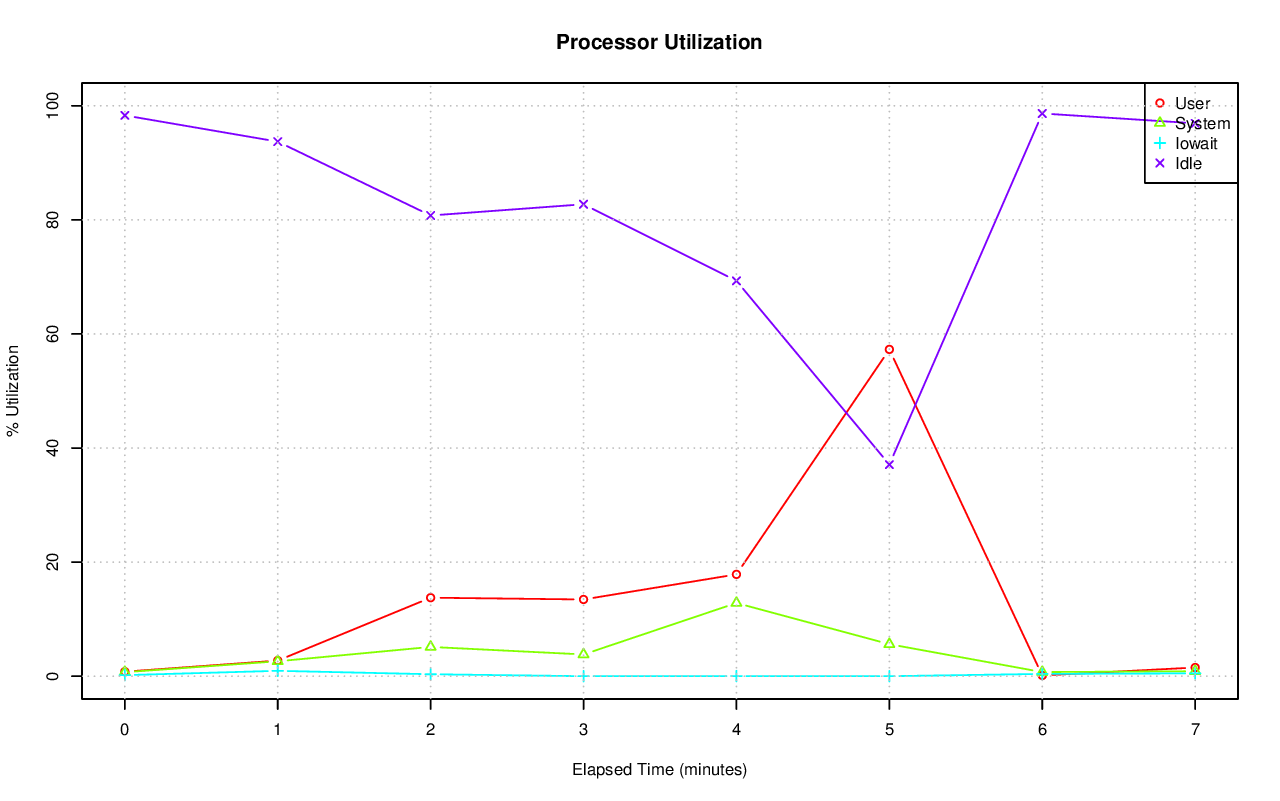 Processor Utilization
% Utilization
100
80
60
40
20
0
User
System
Iowait
Idle
0 1 2 3 4 5 6 7
Elapsed Time (minutes)